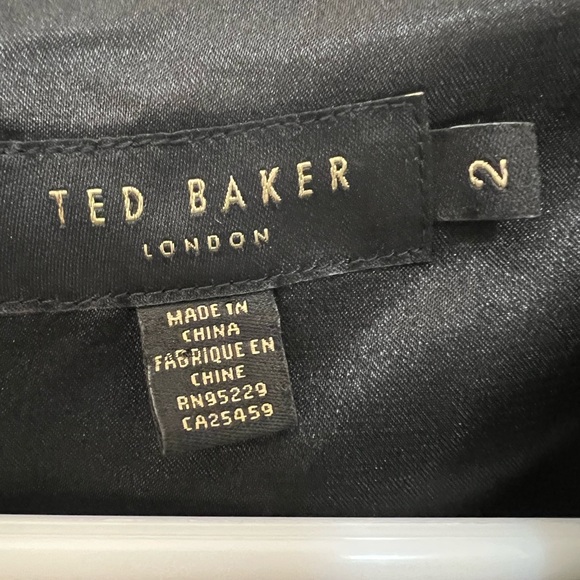 TED BAKER
LONDON
2
MADE IN
CHINA
FABRIQUE EN
CHINE
RN95229
CA25459